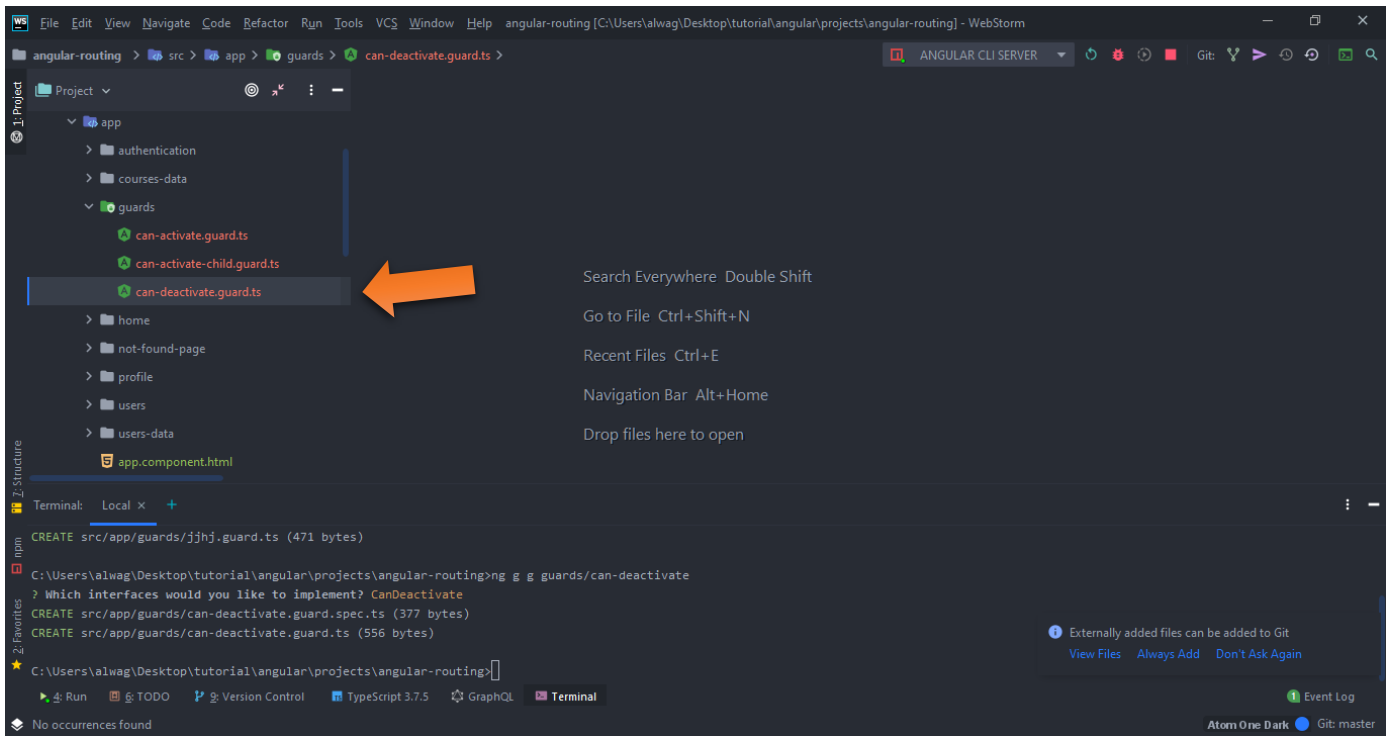 WS File Edit View Navigate Code Refactor Run Tools VCS Window Help angular-routing [C:\Users\alwag\Desktop\tutorial\angular\projects\angular-routing] - WebStorm
angular-routing > src > app > guards > can-deactivate.guard.ts >
ANGULAR CLI SERVER Git:
1: Project
Project
app
authentication
courses-data
guards
can-activate.guard.ts
can-activate-child.guard.ts
can-deactivate.guard.ts
home
not-found-page
profile
users
users-data
app.component.html
Search Everywhere Double Shift
Go to File Ctrl+Shift+N
Recent Files Ctrl+E
Navigation Bar Alt+Home
Drop files here to open
7: Structure
npm
2: Favorites
Terminal: Local × +
CREATE src/app/guards/jjhj.guard.ts (471 bytes)
C:\Users\alwag\Desktop\tutorial\angular\projects\angular-routing>ng g g guards/can-deactivate
? Which interfaces would you like to implement? CanDeactivate
CREATE src/app/guards/can-deactivate.guard.spec.ts (377 bytes)
CREATE src/app/guards/can-deactivate.guard.ts (556 bytes)
C:\Users\alwag\Desktop\tutorial\angular\projects\angular-routing>
Externally added files can be added to Git
View Files Always Add Don't Ask Again
4: Run 6: TODO 9: Version Control TypeScript 3.7.5 GraphQL Terminal 1 Event Log
No occurrences found Atom One Dark Git: master